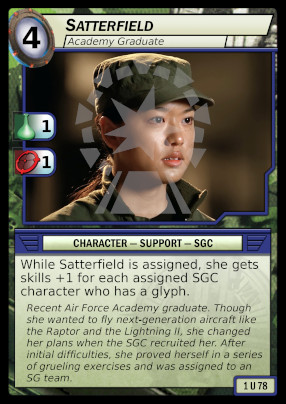 4
SATTERFIELD
Academy Graduate
1
1
CHARACTER – SUPPORT – SGC
While Satterfield is assigned, she gets
skills +1 for each assigned SGC
character who has a glyph.
Recent Air Force Academy graduate. Though
she wanted to fly next-generation aircraft like
the Raptor and the Lightning II, she changed
her plans when the SGC recruited her. After
initial difficulties, she proved herself in a
series of grueling exercises and was assigned to an
SG team.
1 U 78